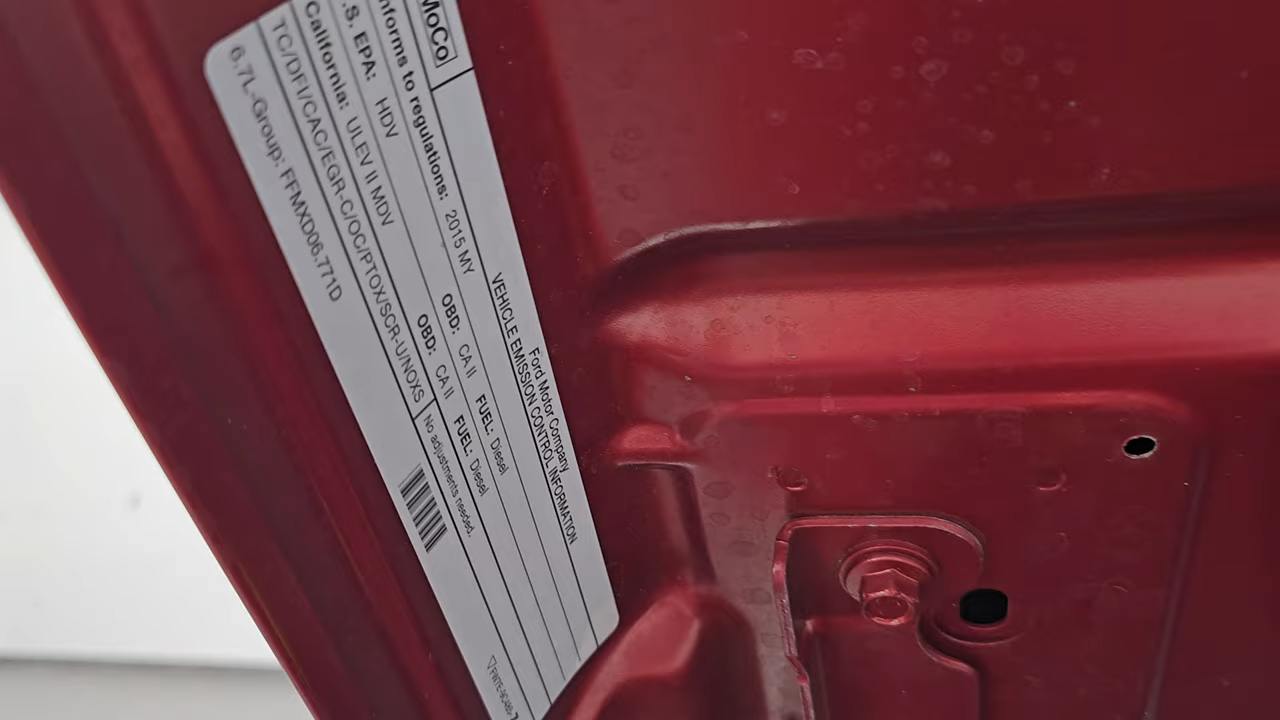 Ford Motor Company
VEHICLE EMISSION CONTROL INFORMATION
MoCo
nforms to regulations: 2015 MY
.S. EPA: HDV OBD: CA II FUEL: Diesel
California: ULEV II MDV OBD: CA II FUEL: Diesel
TC/DFI/CAC/EGR-C/OC/PTOX/SCR-U/NOXS No adjustments needed.
6.7L-Group: FFMXD06.771D